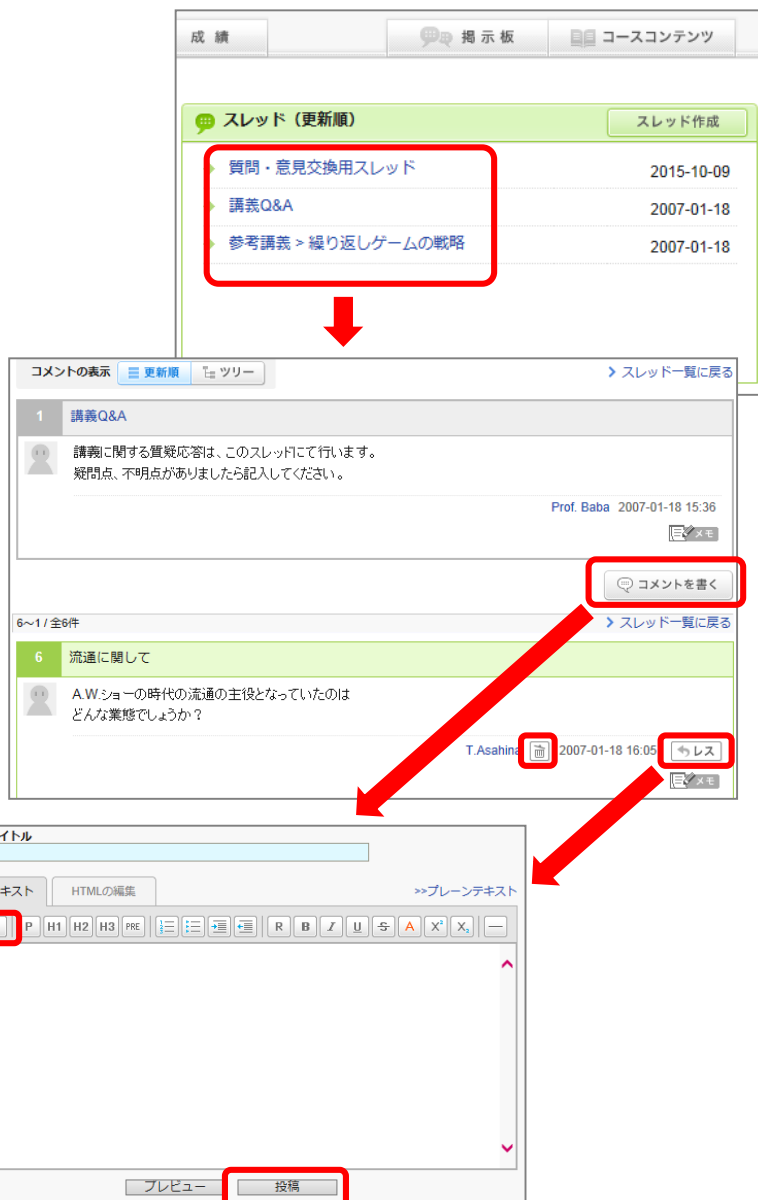 成 績
掲 示 板
コースコンテンツ
スレッド（更新順）
スレッド作成
質問・意見交換用スレッド
2015-10-09
講義Q&A
2007-01-18
参考講義 > 繰り返しゲームの戦略
2007-01-18
コメントの表示 更新順 ツリー
スレッド一覧に戻る
1 講義Q&A
講義に関する質疑応答は、このスレッドにて行います。
疑問点、不明点がありましたら記入してください。
Prof. Baba 2007-01-18 15:36
メモ
コメントを書く
6～1 / 全6件
スレッド一覧に戻る
6 流通に関して
A.W.ショーの時代の流通の主役となっていたのは
どんな業態でしょうか？
T.Asahina 2007-01-18 16:05 レス
メモ
イトル
キスト HTMLの編集 >>プレーンテキスト
P H1 H2 H3 PRE R B I U S A X² X₂ —
プレビュー 投稿